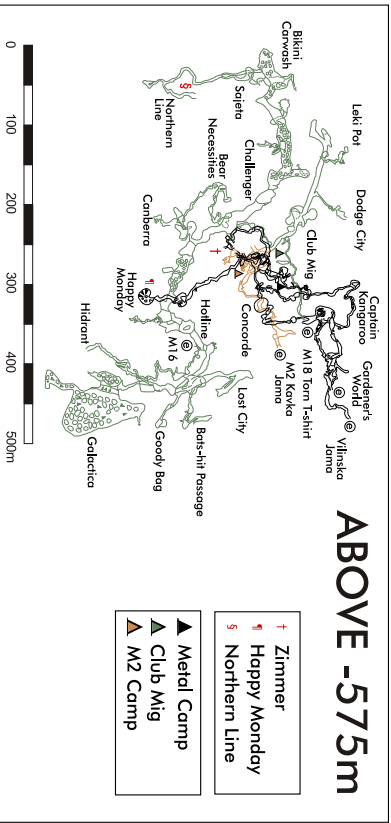 ABOVE -575m
Bikini
Carwash
Leki Pot
Dodge City
Captain
Kangaroo
Gardener's
World
Vilinska
Jama
Sajeta
Challenger
Club Mig
M18 Torn T-shirt
M2 Kavka
Jama
§
Northern
Line
Bear
Necessities
Canberra
†
Concorde
¶
Happy
Monday
Hotline
M16
Lost City
Hidrant
Bats-hit Passage
Goody Bag
Galactica
e
e
e
e
e
0 100 200 300 400 500m
† Zimmer
¶ Happy Monday
§ Northern Line
Metal Camp
Club Mig
M2 Camp